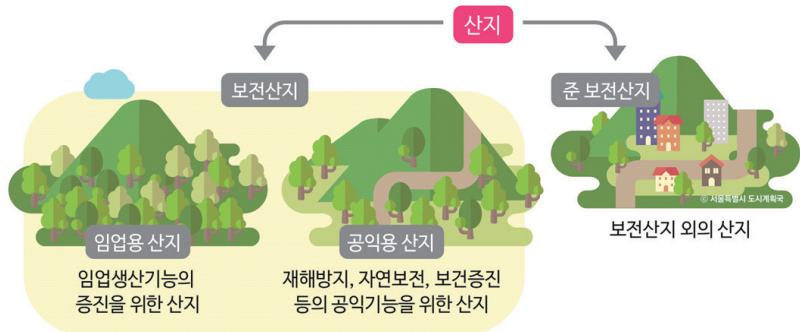 산지
보전산지
준 보전산지
임업용 산지
임업생산기능의
증진을 위한 산지
공익용 산지
재해방지, 자연보전, 보건증진
등의 공익기능을 위한 산지
ⓒ 서울특별시 도시계획국
보전산지 외의 산지